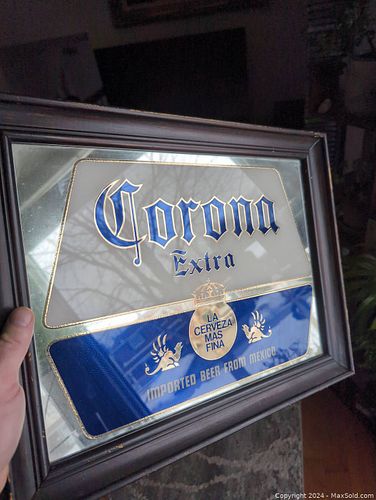 Corona
Extra
LA
CERVEZA
MAS
FINA
IMPORTED BEER FROM MEXICO
Copyright 2024 - MaxSold.com